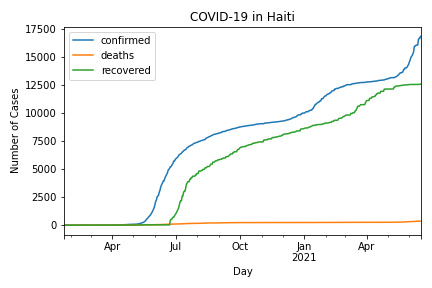 COVID-19 in Haiti
confirmed
deaths
recovered
17500
15000
12500
10000
7500
5000
2500
0
Number of Cases
Apr
Jul
Oct
Jan
2021
Apr
Day